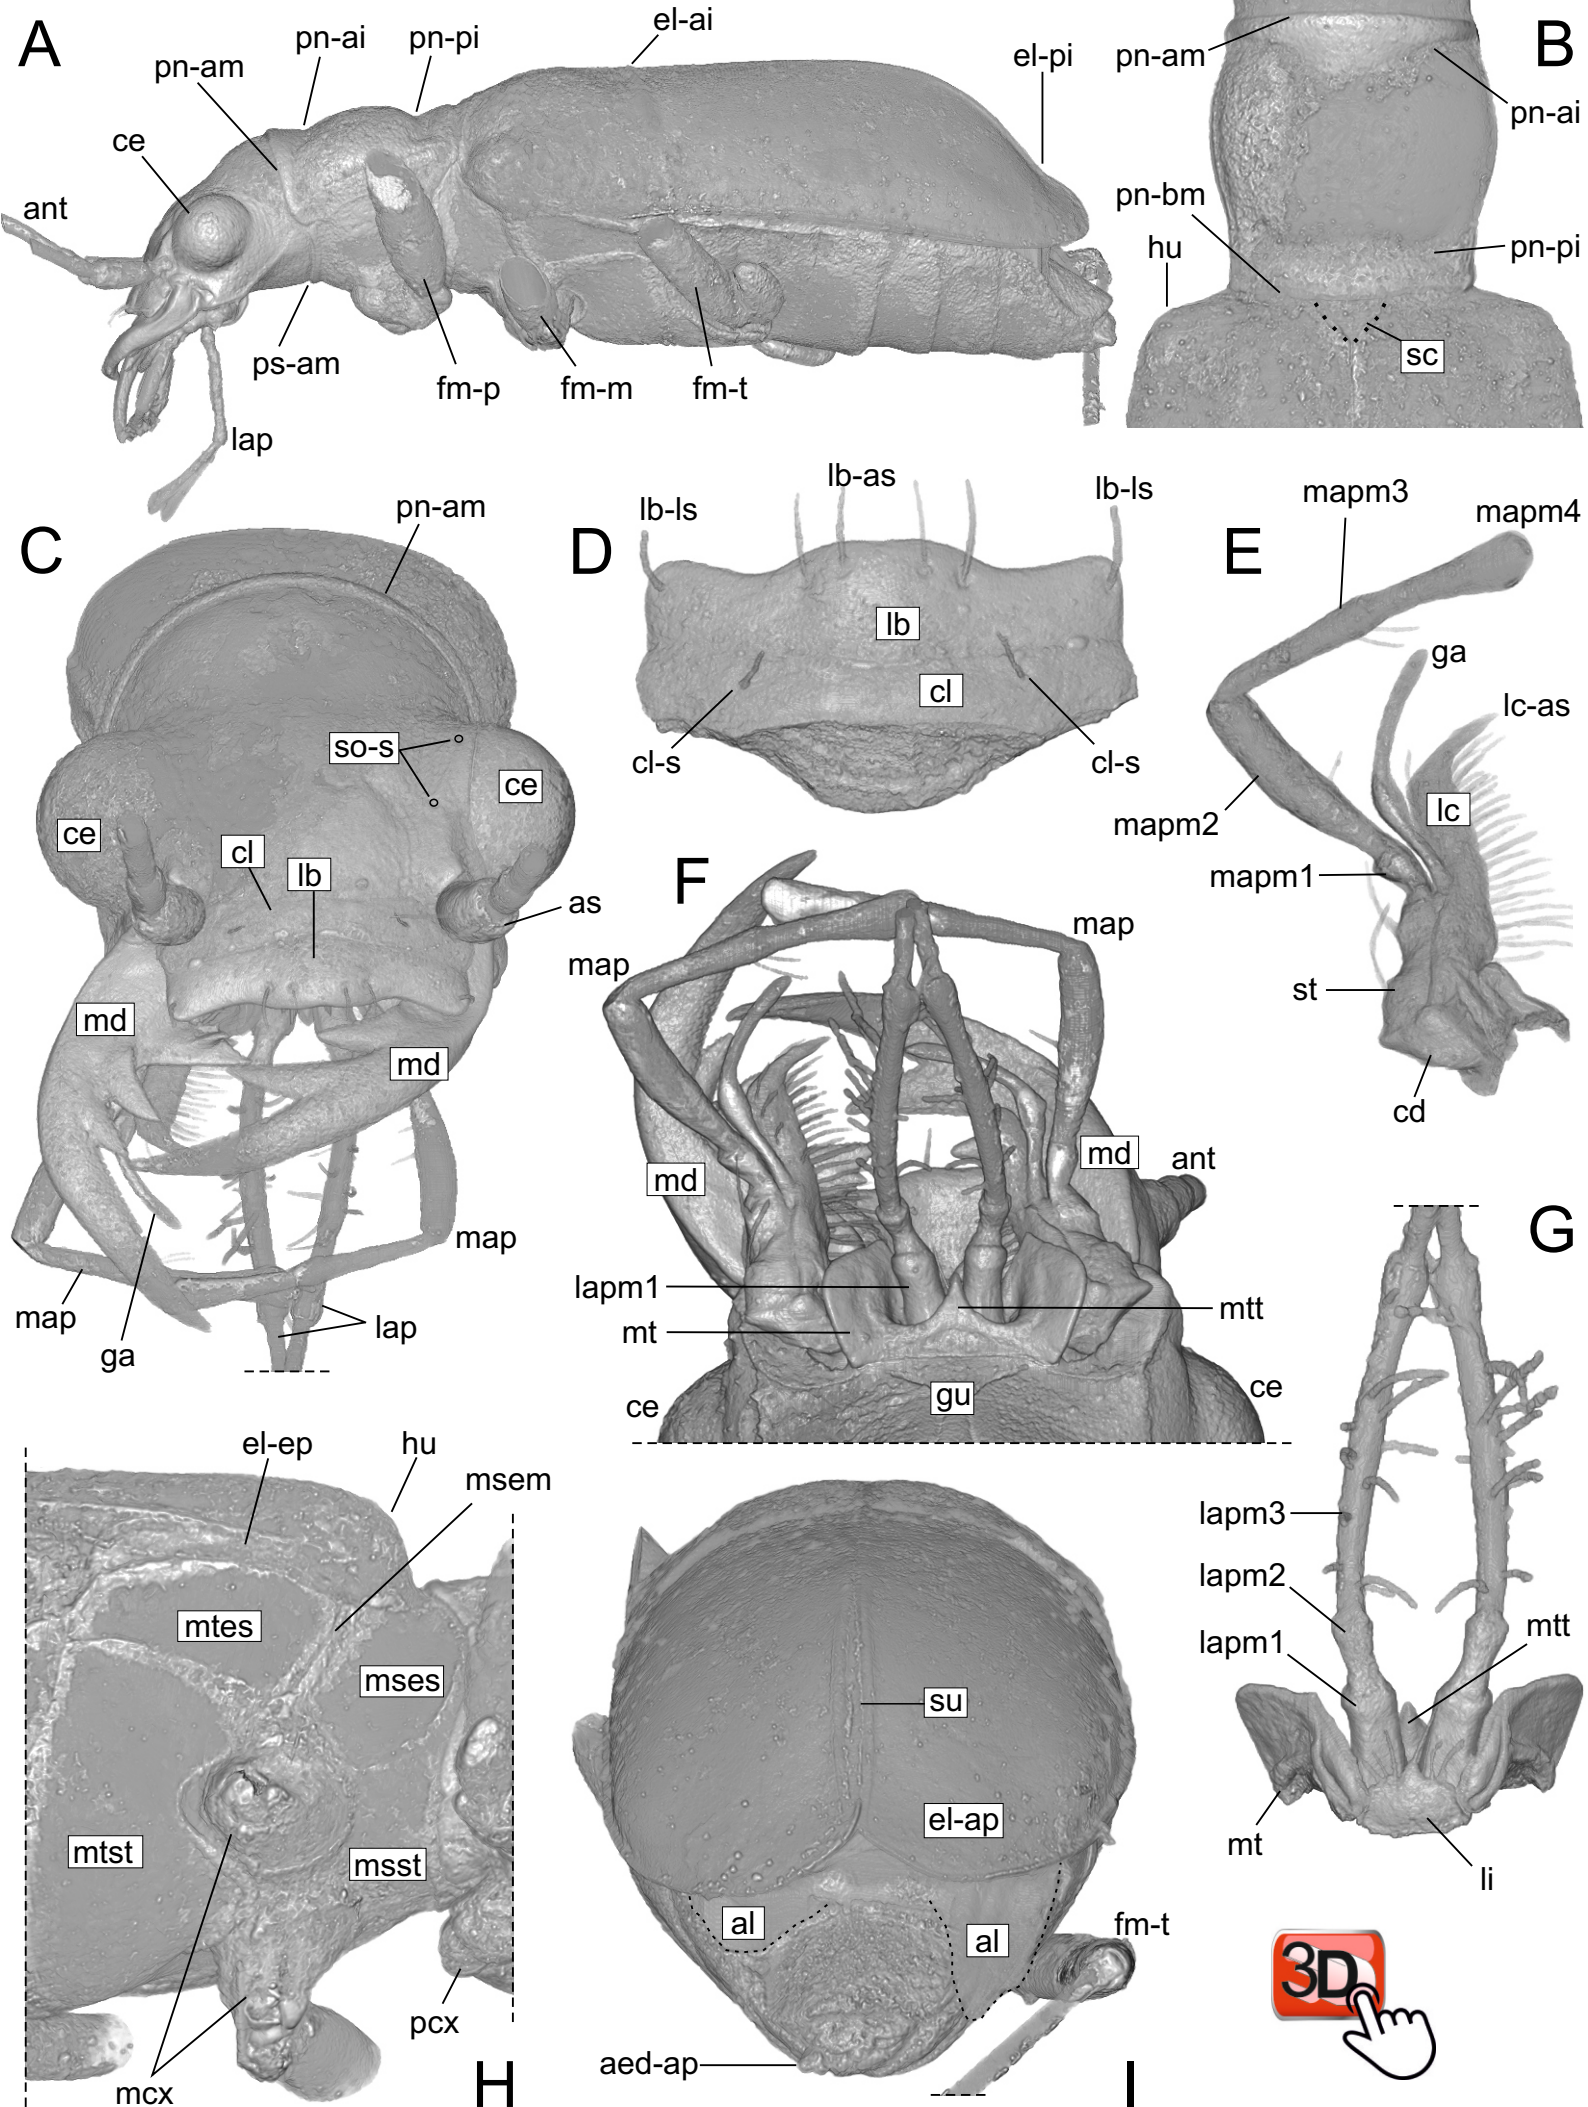 A
pn-am
pn-ai
pn-pi
el-ai
el-pi
ce
ant
ps-am
fm-p
fm-m
fm-t
lap
B
pn-am
pn-ai
pn-bm
hu
pn-pi
sc
C
pn-am
so-s
ce
ce
cl
lb
as
md
md
map
map
ga
lap
D
lb-ls
lb-as
lb-ls
lb
cl
cl-s
cl-s
E
mapm3
mapm4
ga
lc-as
lc
mapm2
mapm1
st
cd
F
map
map
md
md
ant
lapm1
mtt
mt
gu
ce
ce
G
lapm3
lapm2
lapm1
mtt
mt
li
H
el-ep
hu
msem
mtes
mses
mtst
msst
pcx
mcx
I
su
el-ap
al
al
fm-t
aed-ap
3D